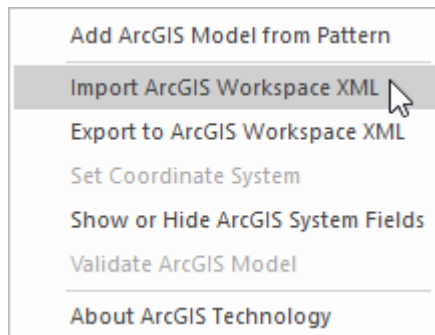 Add ArcGIS Model from Pattern
Import ArcGIS Workspace XML
Export to ArcGIS Workspace XML
Set Coordinate System
Show or Hide ArcGIS System Fields
Validate ArcGIS Model
About ArcGIS Technology